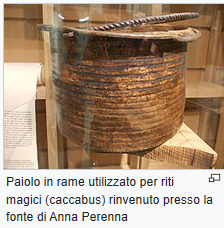 Paiolo in rame utilizzato per riti
magici (caccabus) rinvenuto presso la
fonte di Anna Perenna